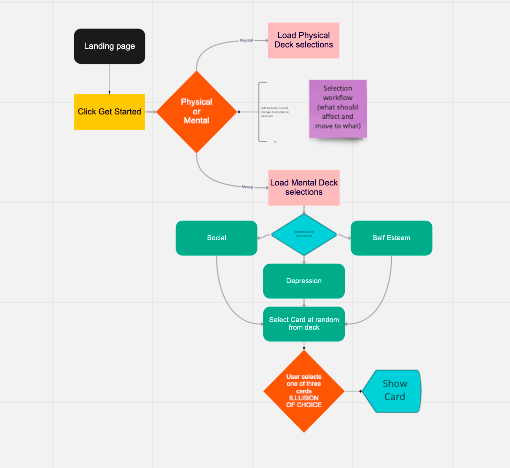 Landing page
Click Get Started
Physical
or
Mental
Physical
Load Physical
Deck selections
Selection
workflow
(what should
affect and
move to what)
Mental
Load Mental Deck
selections
Social
Self Esteem
Depression
Select Card at random
from deck
User selects
one of three
cards
ILLUSION
OF CHOICE
Show
Card